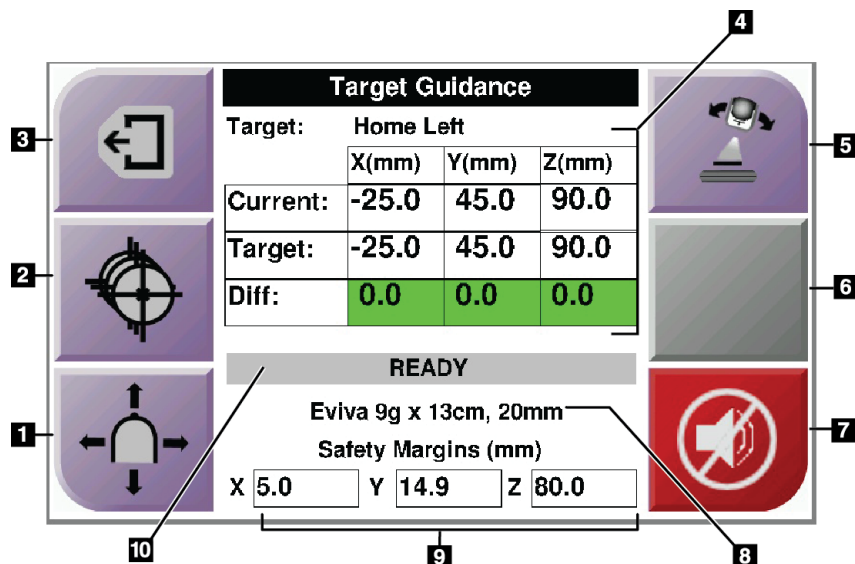 4
Target Guidance
Target: Home Left
3
5
X(mm) Y(mm) Z(mm)
Current: -25.0 45.0 90.0
Target: -25.0 45.0 90.0
2
6
Diff: 0.0 0.0 0.0
READY
Eviva 9g x 13cm, 20mm
1
7
Safety Margins (mm)
X 5.0 Y 14.9 Z 80.0
10
9
8